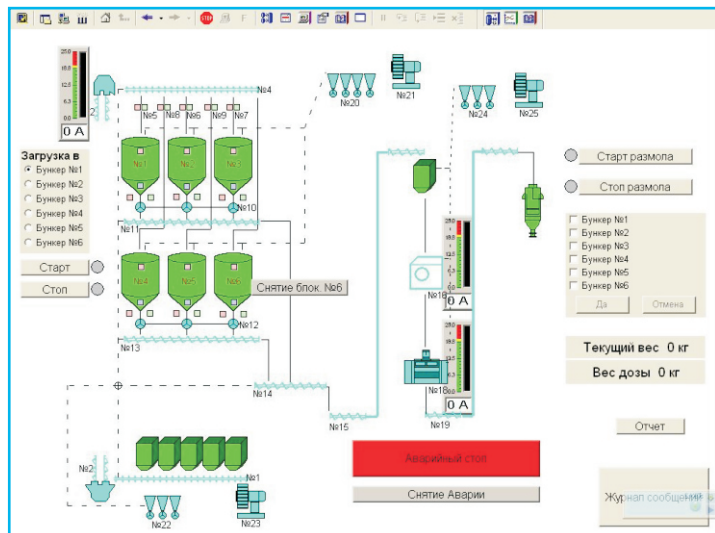 0 A
2
№4
№5
№8
№6
№9
№7
№20
№21
№24
№25
Загрузка в
Бункер №1
Бункер №2
Бункер №3
Бункер №4
Бункер №5
Бункер №6
Старт
Стоп
№1
№2
№3
№10
№11
№4
№5
№6
Снятие блок. №6
№12
№13
№14
№15
№16
0 A
№18
0 A
№19
Старт размола
Стоп размола
Бункер №1
Бункер №2
Бункер №3
Бункер №4
Бункер №5
Бункер №6
Да
Отмена
Текущий вес 0 кг
Вес дозы 0 кг
Отчет
Аварийный стоп
Снятие Аварии
Журнал сообщений
№2
№1
№22
№23